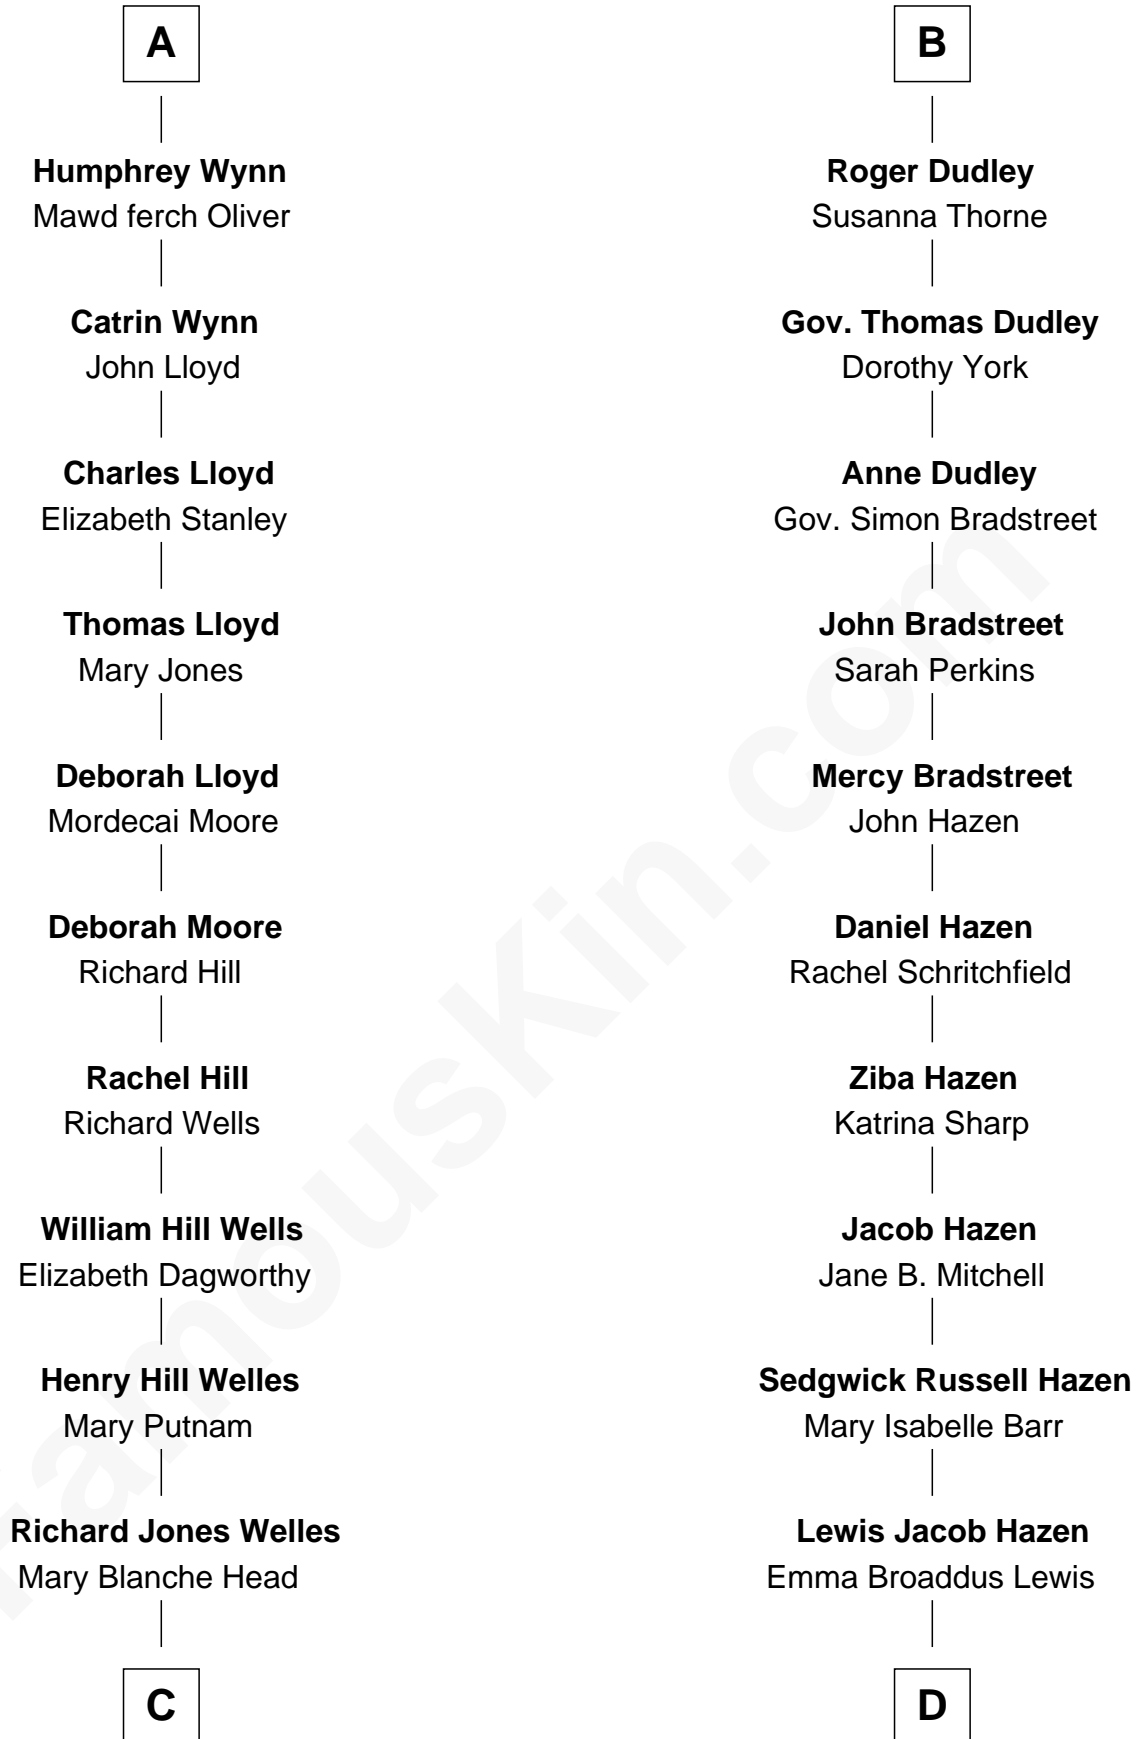 A
Humphrey Wynn
Mawd ferch Oliver
Catrin Wynn
John Lloyd
Charles Lloyd
Elizabeth Stanley
Thomas Lloyd
Mary Jones
Deborah Lloyd
Mordecai Moore
Deborah Moore
Richard Hill
Rachel Hill
Richard Wells
William Hill Wells
Elizabeth Dagworthy
Henry Hill Welles
Mary Putnam
Richard Jones Welles
Mary Blanche Head
C
B
Roger Dudley
Susanna Thorne
Gov. Thomas Dudley
Dorothy York
Anne Dudley
Gov. Simon Bradstreet
John Bradstreet
Sarah Perkins
Mercy Bradstreet
John Hazen
Daniel Hazen
Rachel Schritchfield
Ziba Hazen
Katrina Sharp
Jacob Hazen
Jane B. Mitchell
Sedgwick Russell Hazen
Mary Isabelle Barr
Lewis Jacob Hazen
Emma Broaddus Lewis
D
FamousKin.com